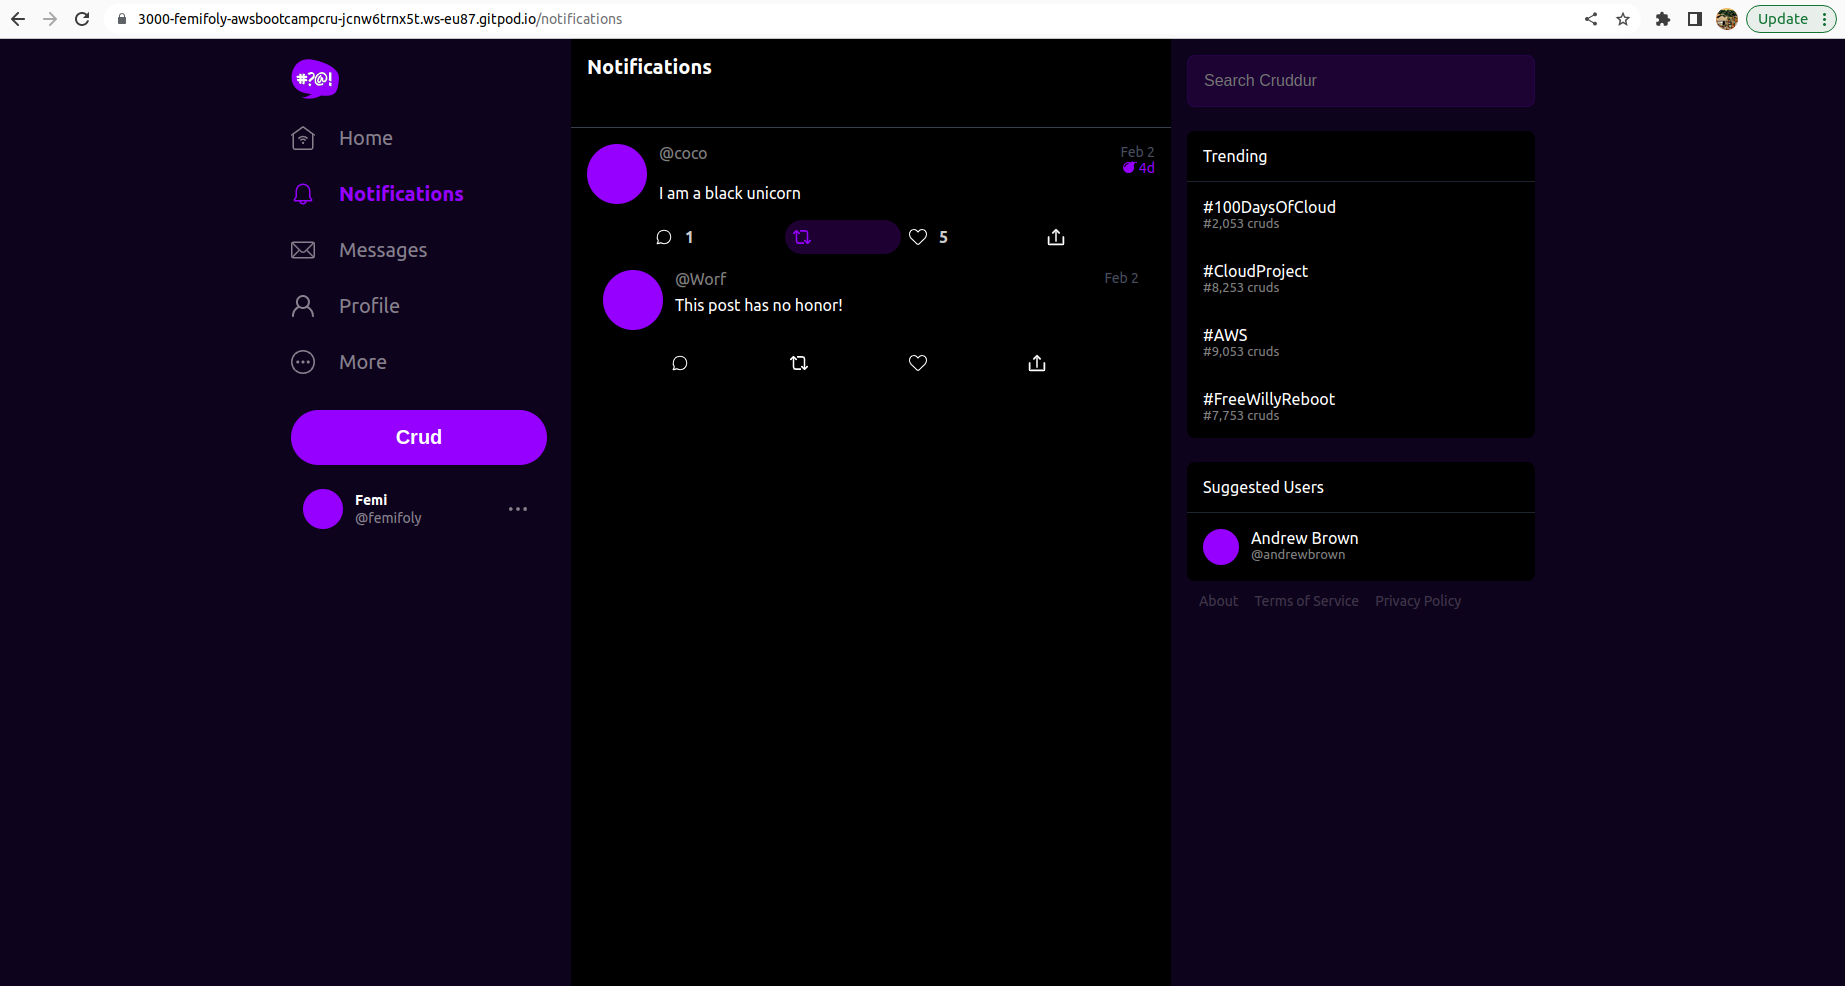 3000-femifoly-awsbootcampcru-jcnw6trnx5t.ws-eu87.gitpod.io/notifications
Update
#?@!
Home
Notifications
Messages
Profile
More
Crud
Femi
@femifoly
Notifications
@coco
Feb 2
4d
I am a black unicorn
1
5
@Worf
Feb 2
This post has no honor!
Search Cruddur
Trending
#100DaysOfCloud
#2,053 cruds
#CloudProject
#8,253 cruds
#AWS
#9,053 cruds
#FreeWillyReboot
#7,753 cruds
Suggested Users
Andrew Brown
@andrewbrown
About Terms of Service Privacy Policy